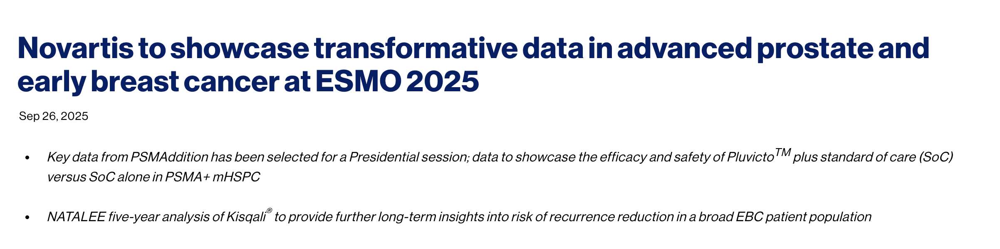 Novartis to showcase transformative data in advanced prostate and
early breast cancer at ESMO 2025
Sep 26, 2025
• Key data from PSMAddition has been selected for a Presidential session; data to showcase the efficacy and safety of Pluvicto™ plus standard of care (SoC)
versus SoC alone in PSMA+ mHSPC
• NATALEE five-year analysis of Kisqali® to provide further long-term insights into risk of recurrence reduction in a broad EBC patient population